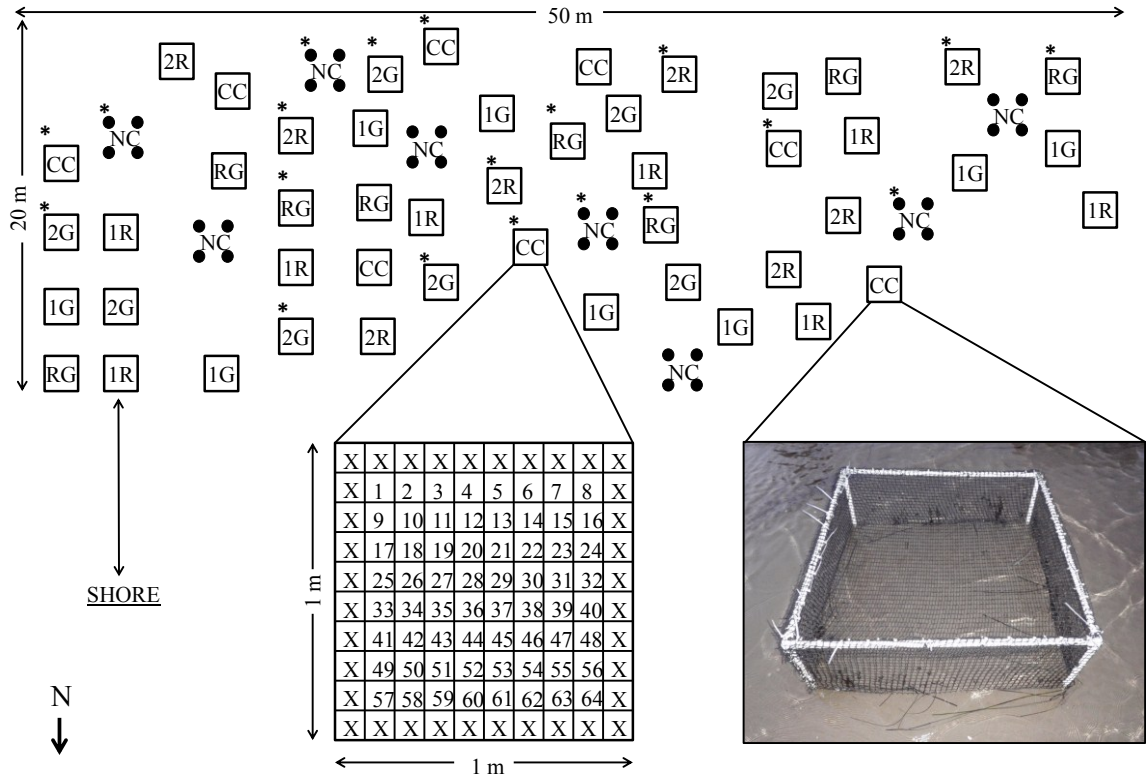 50 m
20 m
2R * NC * 2G * CC CC * 2R RG * 2R * RG
CC 2G
1G 2G NC
* NC * 2R 1G NC * RG * CC 1R 1G
* CC RG * 2R 1R 1G
* RG RG 1R
* 2G 1R NC * CC * NC * RG 2R * NC 1R
1R CC * 2G 2G 2R CC
1G 2G 1G 1G 1R
* 2G 2R
RG 1R 1G NC
SHORE
N
1 m
X X X X X X X X X X
X 1 2 3 4 5 6 7 8 X
X 9 10 11 12 13 14 15 16 X
X 17 18 19 20 21 22 23 24 X
X 25 26 27 28 29 30 31 32 X
X 33 34 35 36 37 38 39 40 X
X 41 42 43 44 45 46 47 48 X
X 49 50 51 52 53 54 55 56 X
X 57 58 59 60 61 62 63 64 X
X X X X X X X X X X
1 m